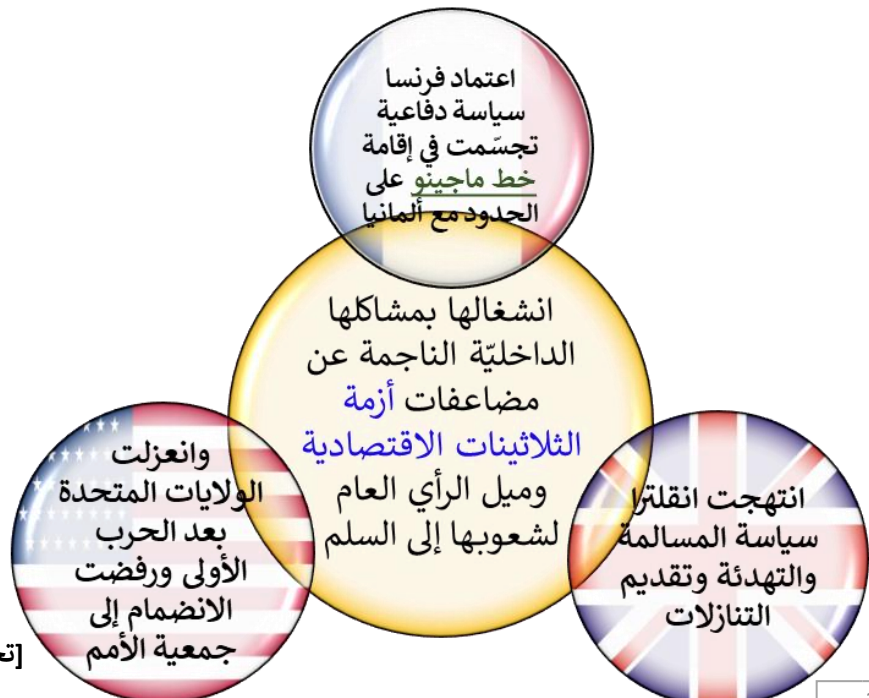 اعتماد فرنسا
سياسة دفاعية
تجسّمت في إقامة
خط ماجينو على
الحدود مع ألمانيا
انشغالها بمشاكلها
الداخليّة الناجمة عن
مضاعفات أزمة
الثلاثينات الاقتصادية
وميل الرأي العام
لشعوبها إلى السلم
انتهجت انقلترا
سياسة المسالمة
والتهدئة وتقديم
التنازلات
وانعزلت
الولايات المتحدة
بعد الحرب
الأولى ورفضت
الانضمام إلى
جمعية الأمم